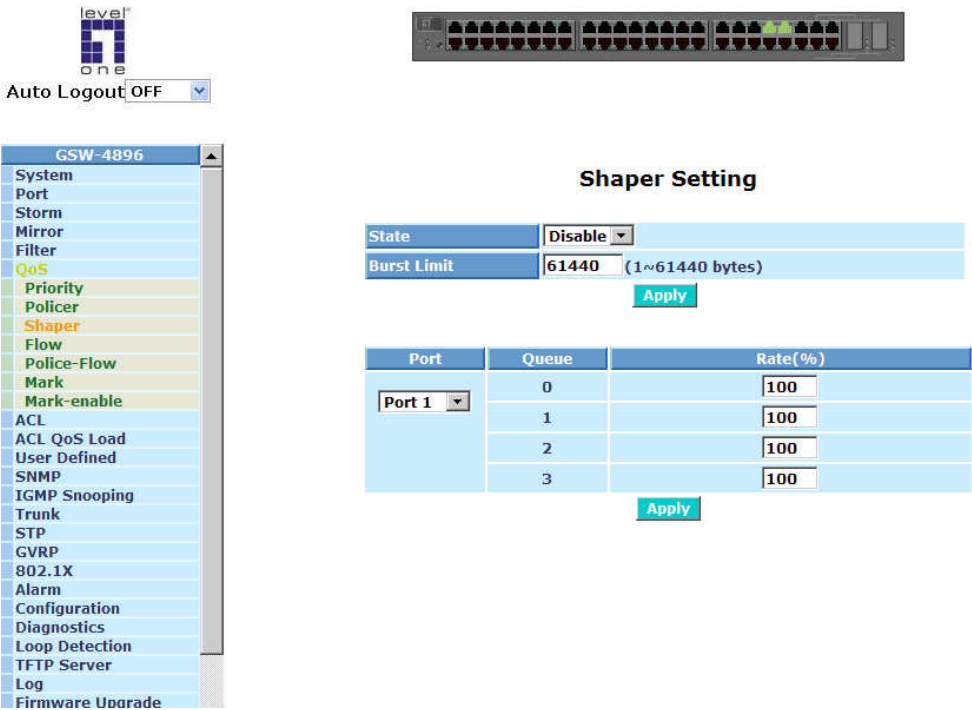 level
one
Auto Logout OFF
GSW-4896
System
Port
Storm
Mirror
Filter
QoS
Priority
Policer
Shaper
Flow
Police-Flow
Mark
Mark-enable
ACL
ACL QoS Load
User Defined
SNMP
IGMP Snooping
Trunk
STP
GVRP
802.1X
Alarm
Configuration
Diagnostics
Loop Detection
TFTP Server
Log
Firmware Upgrade
Shaper Setting
State Disable
Burst Limit 61440 (1~61440 bytes)
Apply
Port Queue Rate(%)
Port 1 0 100
1 100
2 100
3 100
Apply